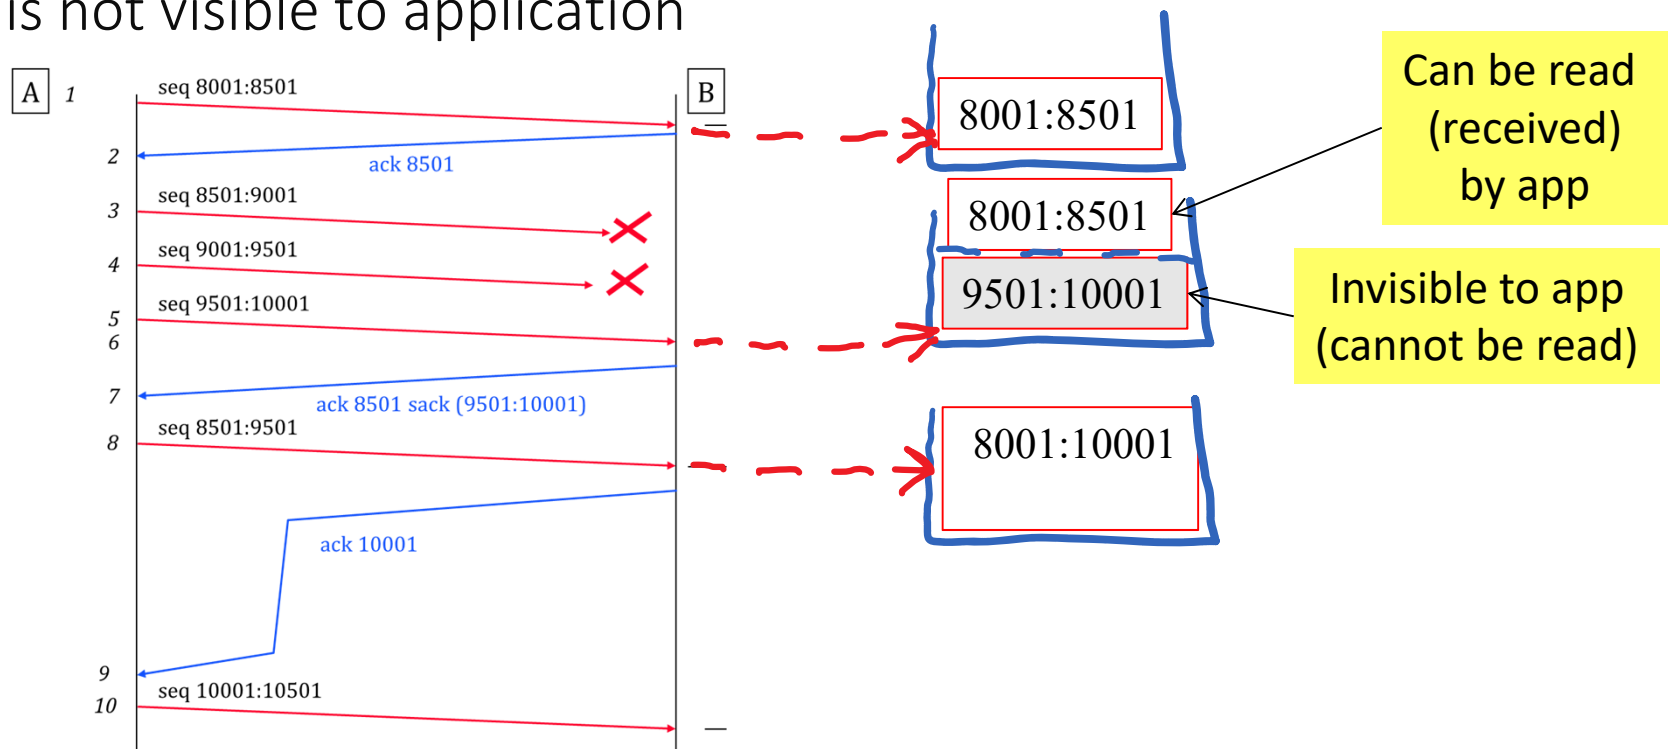 is not visible to application
A
B
1
seq 8001:8501
2
ack 8501
3
seq 8501:9001
4
seq 9001:9501
5
seq 9501:10001
6
7
ack 8501 sack (9501:10001)
8
seq 8501:9501
ack 10001
9
10
seq 10001:10501
8001:8501
8001:8501
9501:10001
8001:10001
Can be read
(received)
by app
Invisible to app
(cannot be read)